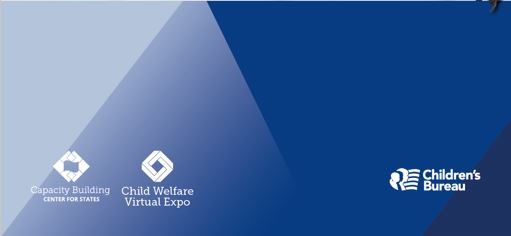 Capacity Building
CENTER FOR STATES
Child Welfare
Virtual Expo
Children's
Bureau